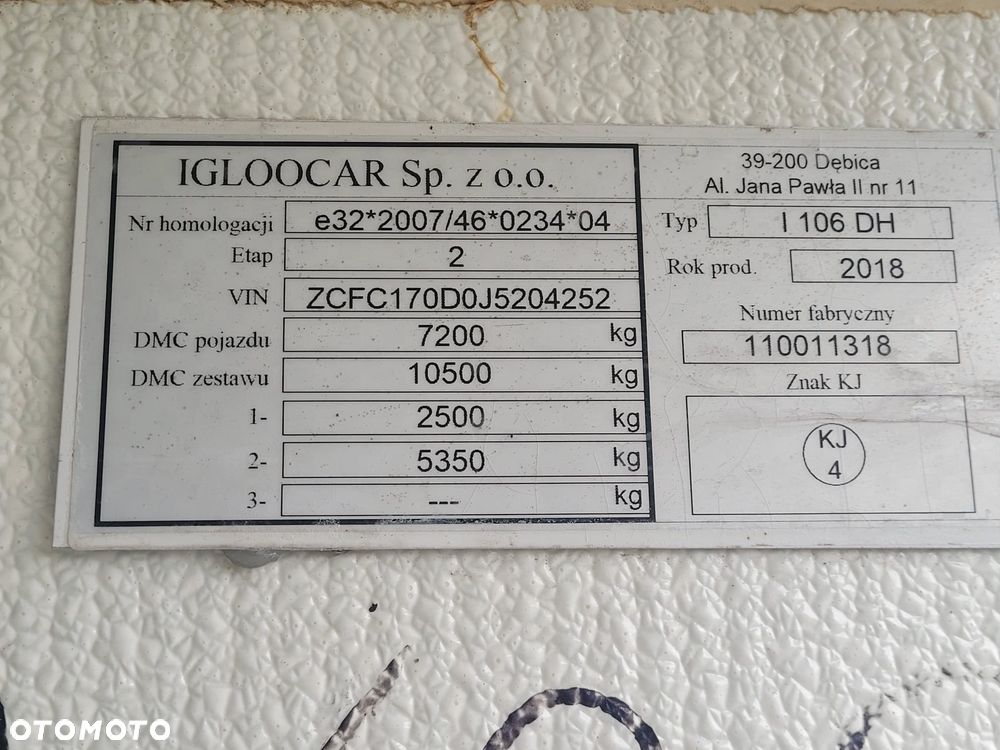 IGLOOCAR Sp. z o.o.
Nr homologacji e32*2007/46*0234*04
Etap 2
VIN ZCFC170D0J5204252
DMC pojazdu 7200 kg
DMC zestawu 10500 kg
1- 2500 kg
2- 5350 kg
3- --- kg
39-200 Dębica
Al. Jana Pawła II nr 11
Typ I 106 DH
Rok prod. 2018
Numer fabryczny
110011318
Znak KJ
KJ
4
OTOMOTO